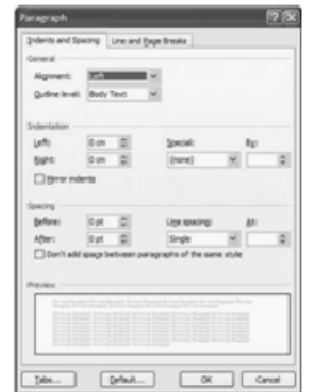 Paragraph
Indents and Spacing Line and Page Breaks
General
Alignment: Left
Outline level: Body Text
Indentation
Left: 0 cm Special: By:
Right: 0 cm (none)
Mirror indents
Spacing
Before: 0 pt Line spacing: At:
After: 0 pt Single
Don't add space between paragraphs of the same style
Preview
Tabs... Default... OK Cancel